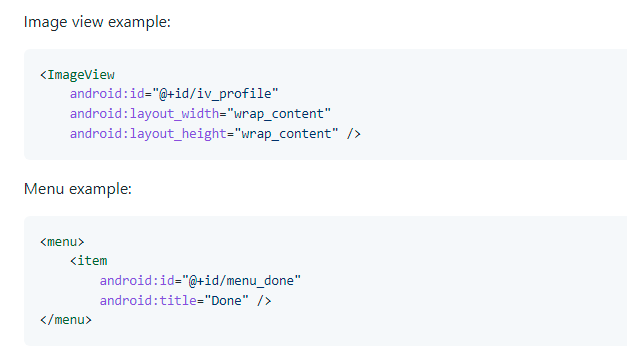 Image view example:
<ImageView
android:id="@+id/iv_profile"
android:layout_width="wrap_content"
android:layout_height="wrap_content" />
Menu example:
<menu>
<item
android:id="@+id/menu_done"
android:title="Done" />
</menu>